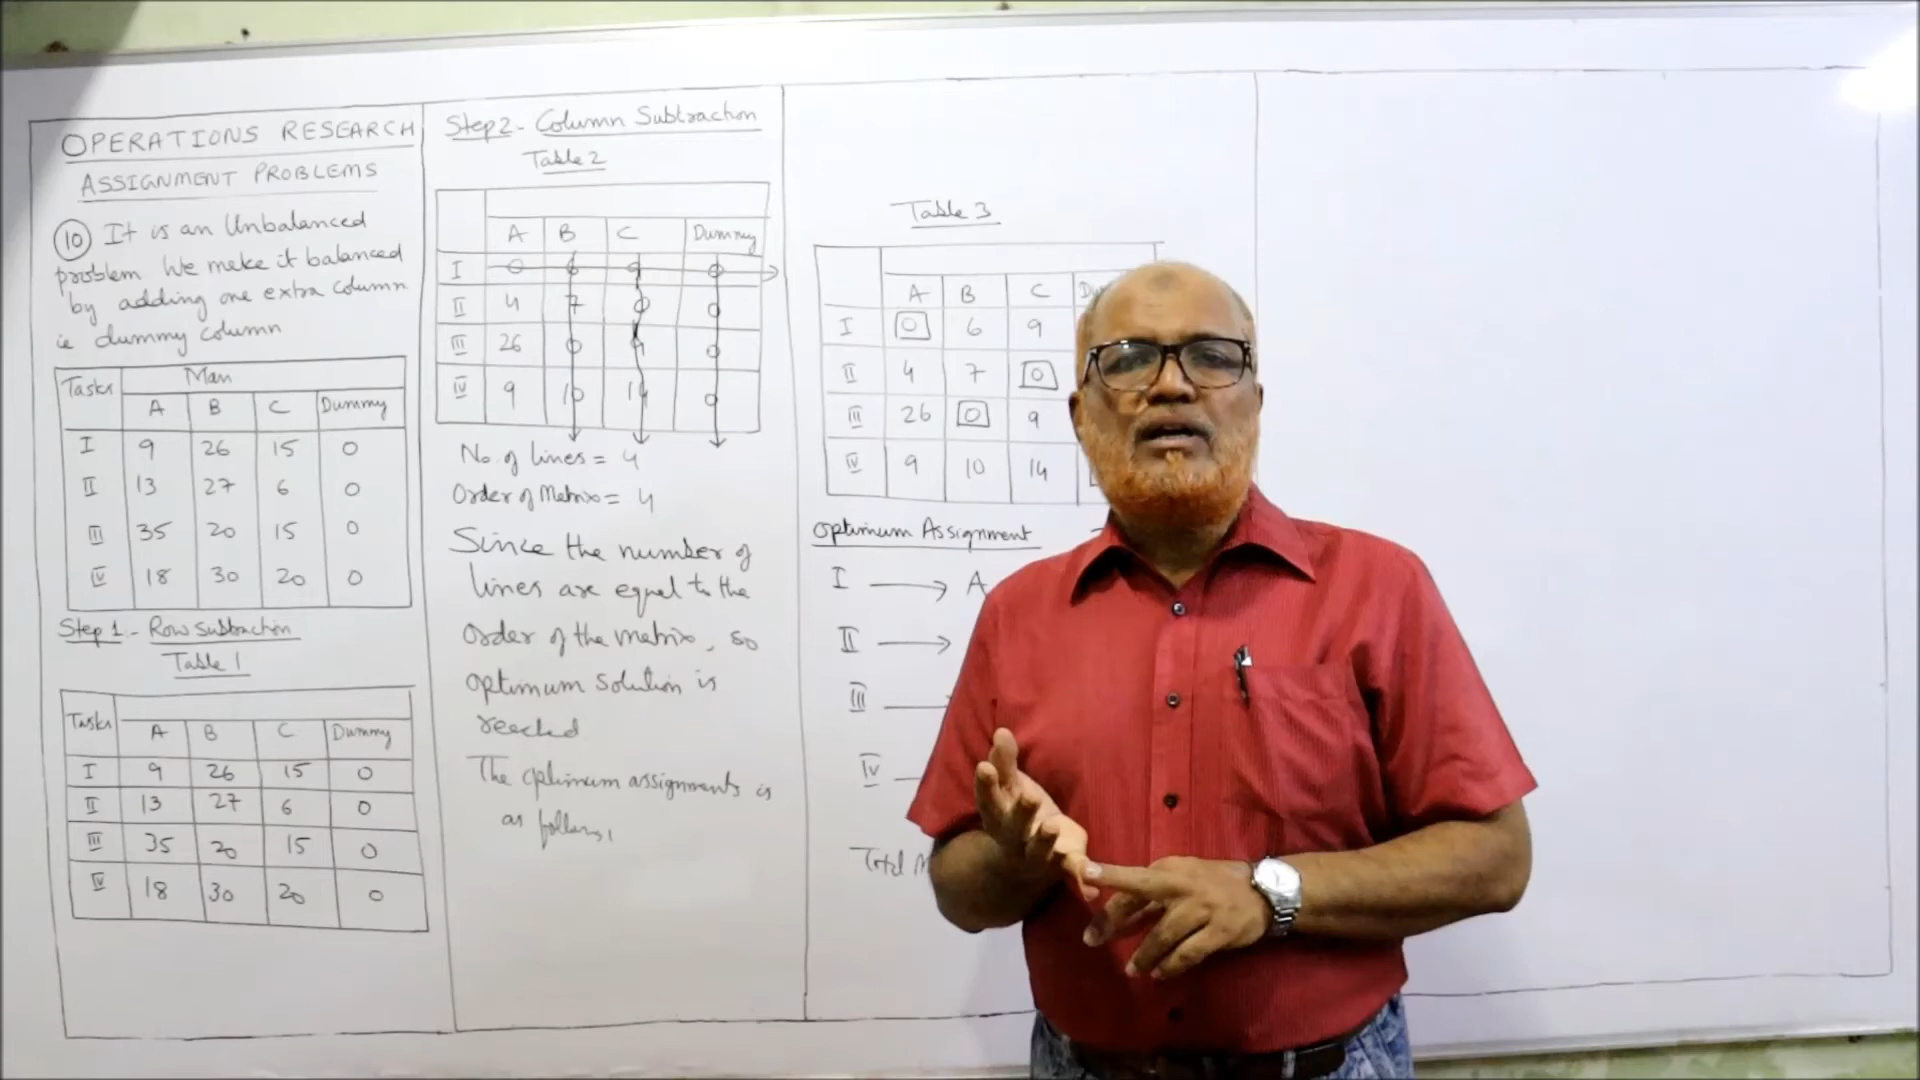 OPERATIONS RESEARCH
ASSIGNMENT PROBLEMS
10 It is an Unbalanced
problem We make it balanced
by adding one extra column
ie dummy column
Tasks Man
A B C Dummy
I 9 26 15 0
II 13 27 6 0
III 35 20 15 0
IV 18 30 20 0
Step 1 - Row Subtraction
Table 1
Tasks A B C Dummy
I 9 26 15 0
II 13 27 6 0
III 35 20 15 0
IV 18 30 20 0
Step 2 - Column Subtraction
Table 2
A B C Dummy
I 0 6 9 0
II 4 7 0 0
III 26 0 9 0
IV 9 10 14 0
No. of lines = 4
Order of Metrix = 4
Since the number of
lines are equal to the
order of the metrix, so
optimum solution is
reached
The optimum assignments is
as follows,
Table 3
A B C
I 0 6 9
II 4 7 0
III 26 0 9
IV 9 10 14
Optimum Assignment
I → A
II →
III
IV